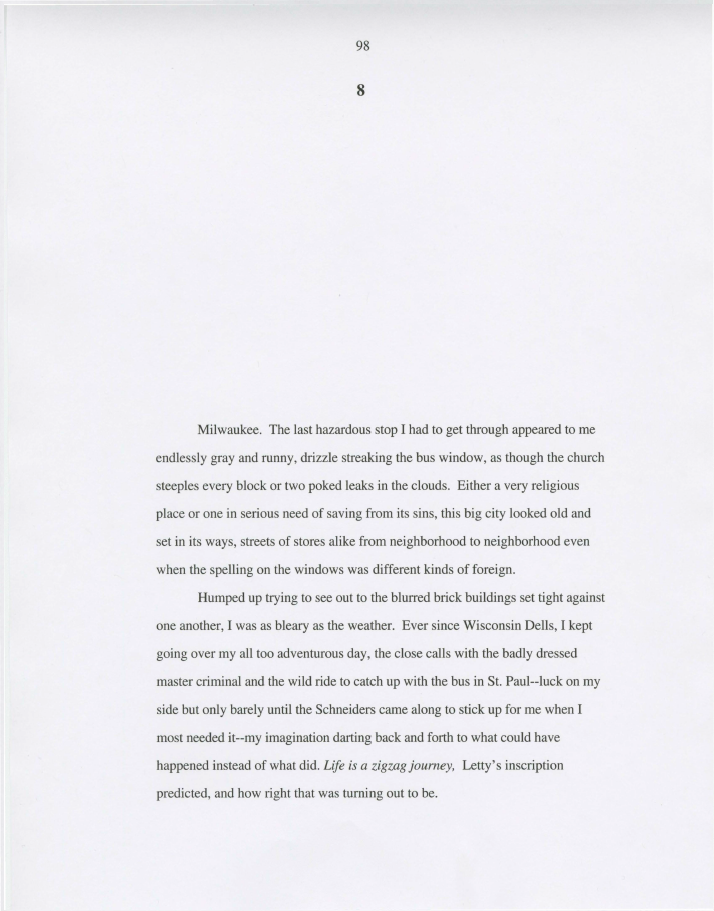 98
8
Milwaukee. The last hazardous stop I had to get through appeared to me
endlessly gray and runny, drizzle streaking the bus window, as though the church
steeples every block or two poked leaks in the clouds. Either a very religious
place or one in serious need of saving from its sins, this big city looked old and
set in its ways, streets of stores alike from neighborhood to neighborhood even
when the spelling on the windows was different kinds of foreign.
Humped up trying to see out to the blurred brick buildings set tight against
one another, I was as bleary as the weather. Ever since Wisconsin Dells, I kept
going over my all too adventurous day, the close calls with the badly dressed
master criminal and the wild ride to catch up with the bus in St. Paul--luck on my
side but only barely until the Schneiders came along to stick up for me when I
most needed it--my imagination darting back and forth to what could have
happened instead of what did. Life is a zigzag journey, Letty's inscription
predicted, and how right that was turning out to be.